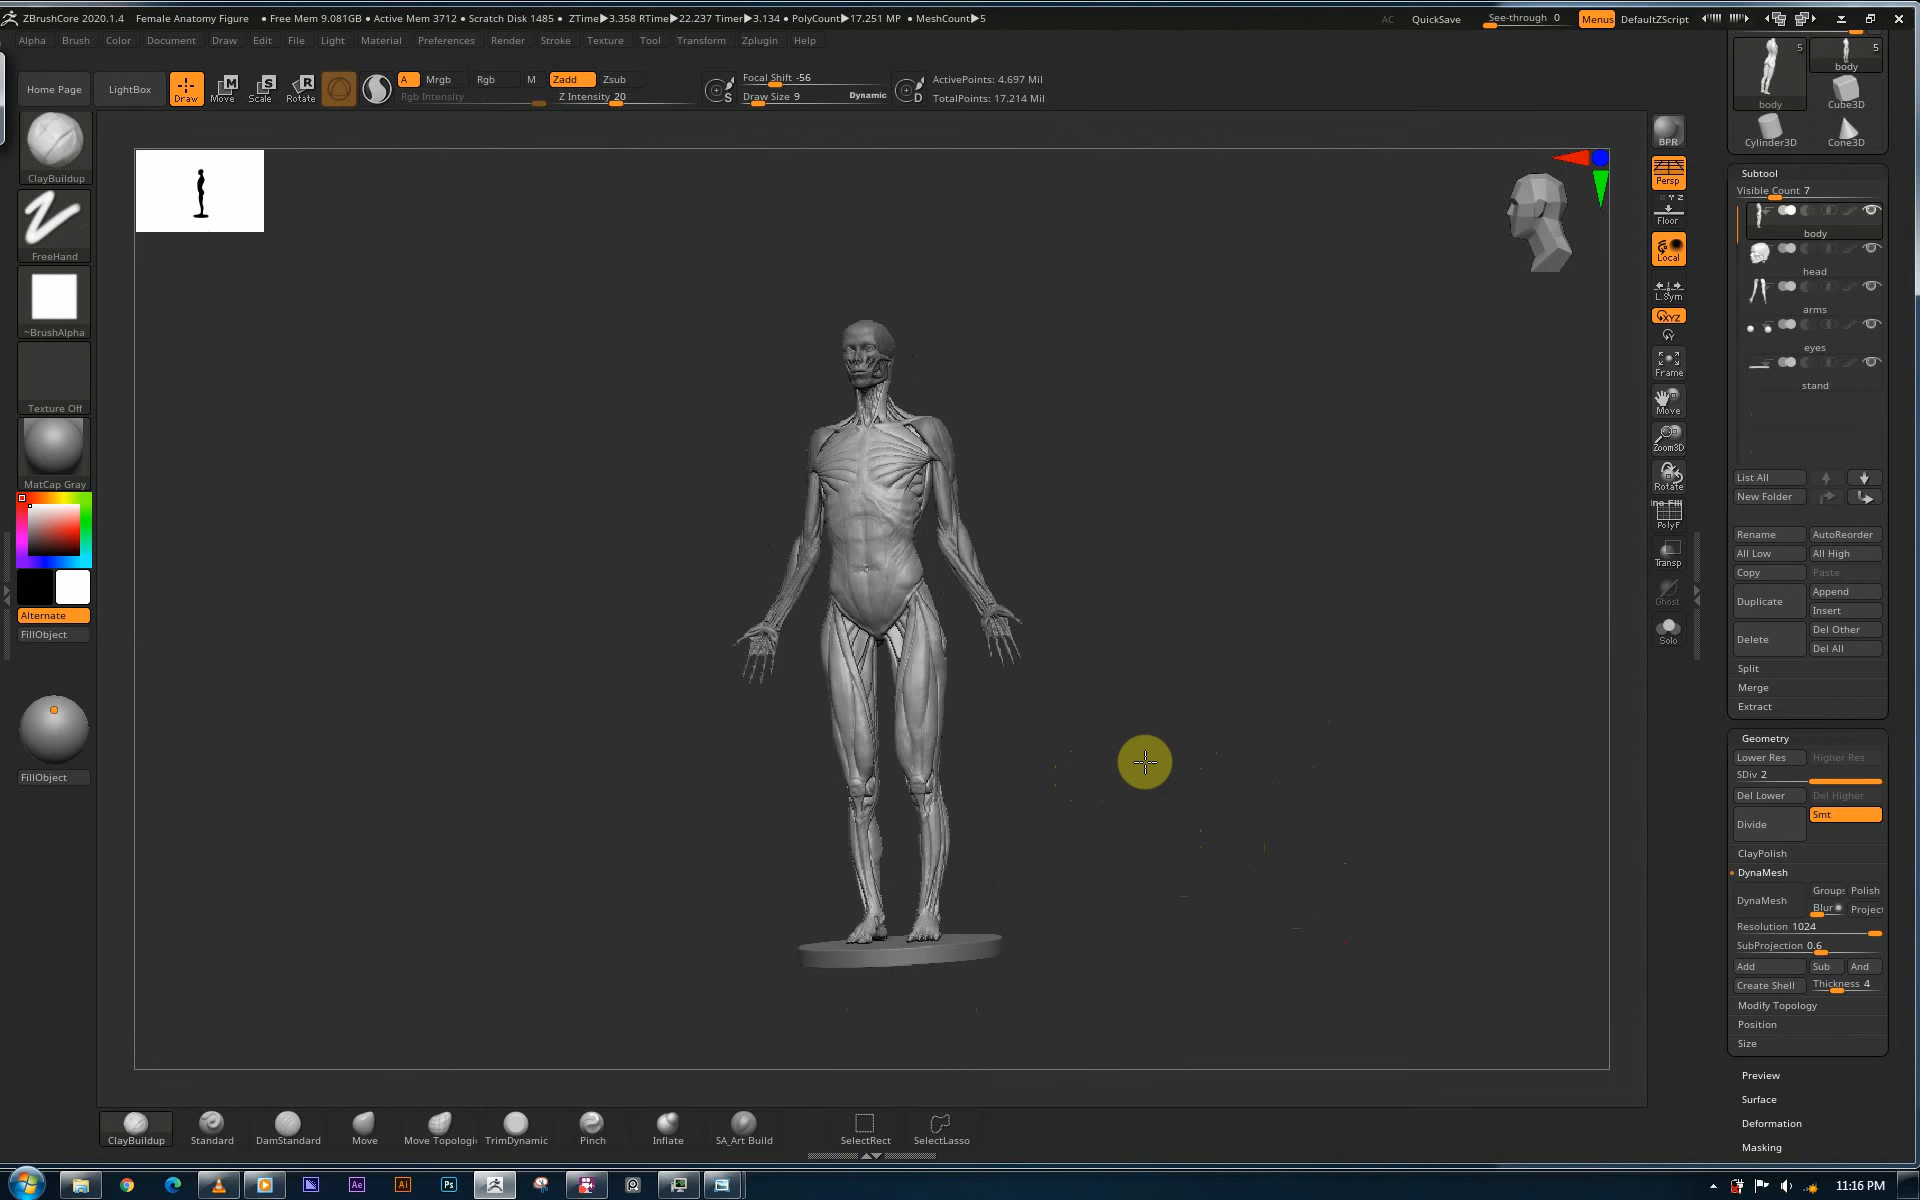 ZBrushCore 2020.1.4 Female Anatomy Figure ● Free Mem 9.081GB ● Active Mem 3712 ● Scratch Disk 1485 ● ZTime▶3.358 RTime▶22.237 Timer▶3.134 ● PolyCount▶17.251 MP ● MeshCount▶5
AC QuickSave See-through 0 Menus DefaultZScript
Alpha Brush Color Document Draw Edit File Light Material Preferences Render Stroke Texture Tool Transform Zplugin Help
Home Page LightBox Draw Move Scale Rotate
A Mrgb Rgb M Zadd Zsub
Rgb Intensity Z Intensity 20
S Focal Shift -56
Draw Size 9 Dynamic
D ActivePoints: 4.697 Mil
TotalPoints: 17.214 Mil
ClayBuildup
FreeHand
~BrushAlpha
Texture Off
MatCap Gray
Alternate
FillObject
FillObject
BPR
Persp
X Y Z
Floor
Local
L.Sym
XYZ
Y
Frame
Move
Zoom3D
Rotate
PolyF
Transp
Ghost
Solo
5 5
body
body
Cube3D
Cylinder3D Cone3D
Subtool
Visible Count 7
body
head
arms
eyes
stand
List All
New Folder
Rename AutoReorder
All Low All High
Copy Paste
Duplicate Append
Insert
Delete Del Other
Del All
Split
Merge
Extract
Geometry
Lower Res Higher Res
SDiv 2
Del Lower Del Higher
Divide Smt
ClayPolish
DynaMesh
DynaMesh Group: Polish
Blur Project
Resolution 1024
SubProjection 0.6
Add Sub And
Create Shell Thickness 4
Modify Topology
Position
Size
Preview
Surface
Deformation
Masking
ClayBuildup Standard DamStandard Move Move Topologi TrimDynamic Pinch Inflate SA_Art Build SelectRect SelectLasso
Ae Ai Ps
11:16 PM